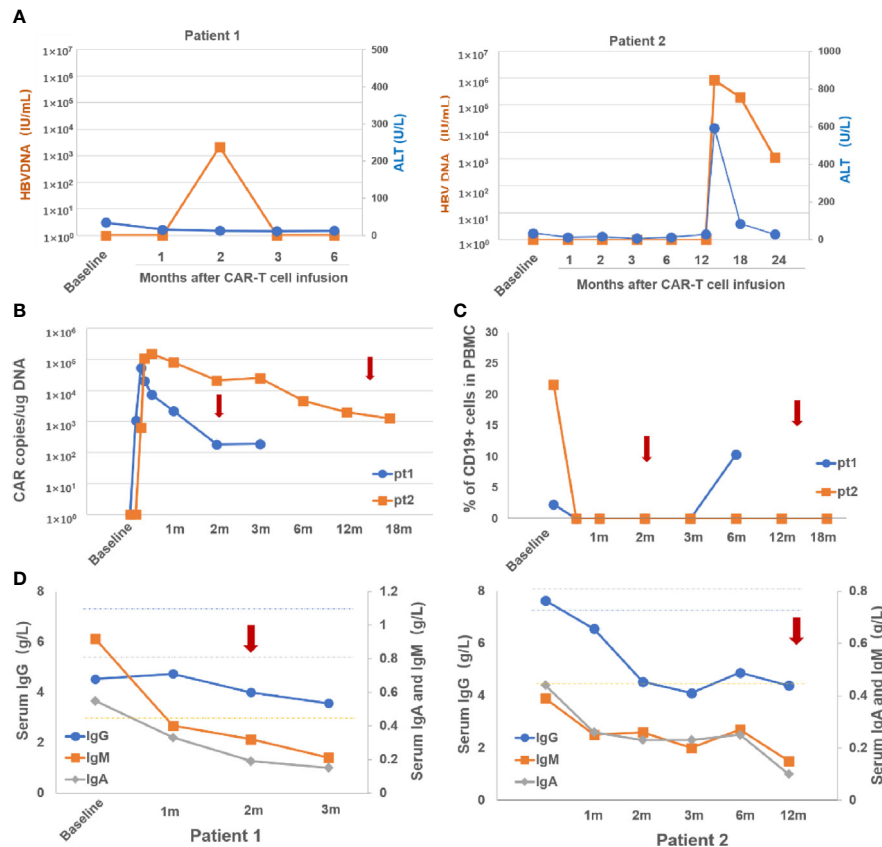 A
Patient 1
HBVDNA (IU/mL)
1×10⁷
1×10⁶
1×10⁵
1×10⁴
1×10³
1×10²
1×10¹
1×10⁰
500
400
300
200
100
0
ALT (U/L)
Baseline 1 2 3 6
Months after CAR-T cell infusion
Patient 2
HBV DNA (IU/mL)
1×10⁷
1×10⁶
1×10⁵
1×10⁴
1×10³
1×10²
1×10¹
1×10⁰
1000
800
600
400
200
0
ALT (U/L)
Baseline 1 2 3 6 12 18 24
Months after CAR-T cell infusion
B
CAR copies/ug DNA
1×10⁶
1×10⁵
1×10⁴
1×10³
1×10²
1×10¹
1×10⁰
pt1
pt2
Baseline 1m 2m 3m 6m 12m 18m
C
% of CD19+ cells in PBMC
30
25
20
15
10
5
0
pt1
pt2
Baseline 1m 2m 3m 6m 12m 18m
D
Serum IgG (g/L)
8
6
4
2
0
IgG
IgM
IgA
1.2
1
0.8
0.6
0.4
0.2
0
Serum IgA and IgM (g/L)
Baseline 1m 2m 3m
Patient 1
Serum IgG (g/L)
8
6
4
2
0
IgG
IgM
IgA
0.8
0.6
0.4
0.2
0
Serum IgA and IgM (g/L)
1m 2m 3m 6m 12m
Patient 2